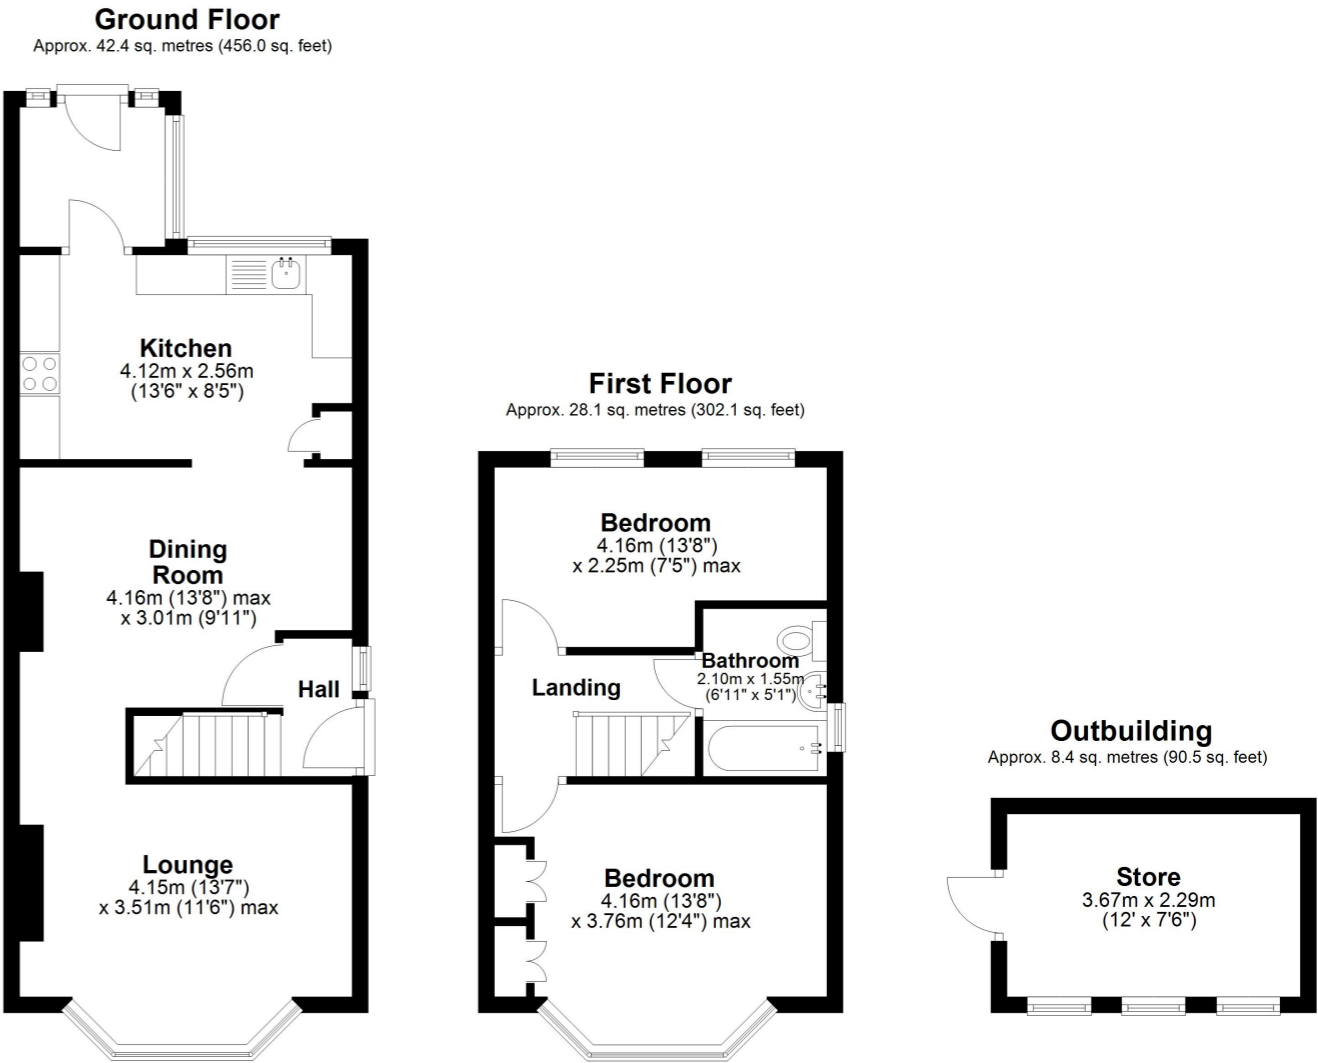 Ground Floor
Approx. 42.4 sq. metres (456.0 sq. feet)
Kitchen
4.12m x 2.56m
(13'6" x 8'5")
Dining
Room
4.16m (13'8") max
x 3.01m (9'11")
Hall
Lounge
4.15m (13'7")
x 3.51m (11'6") max
First Floor
Approx. 28.1 sq. metres (302.1 sq. feet)
Bedroom
4.16m (13'8")
x 2.25m (7'5") max
Bathroom
2.10m x 1.55m
(6'11" x 5'1")
Landing
Bedroom
4.16m (13'8")
x 3.76m (12'4") max
Outbuilding
Approx. 8.4 sq. metres (90.5 sq. feet)
Store
3.67m x 2.29m
(12' x 7'6")